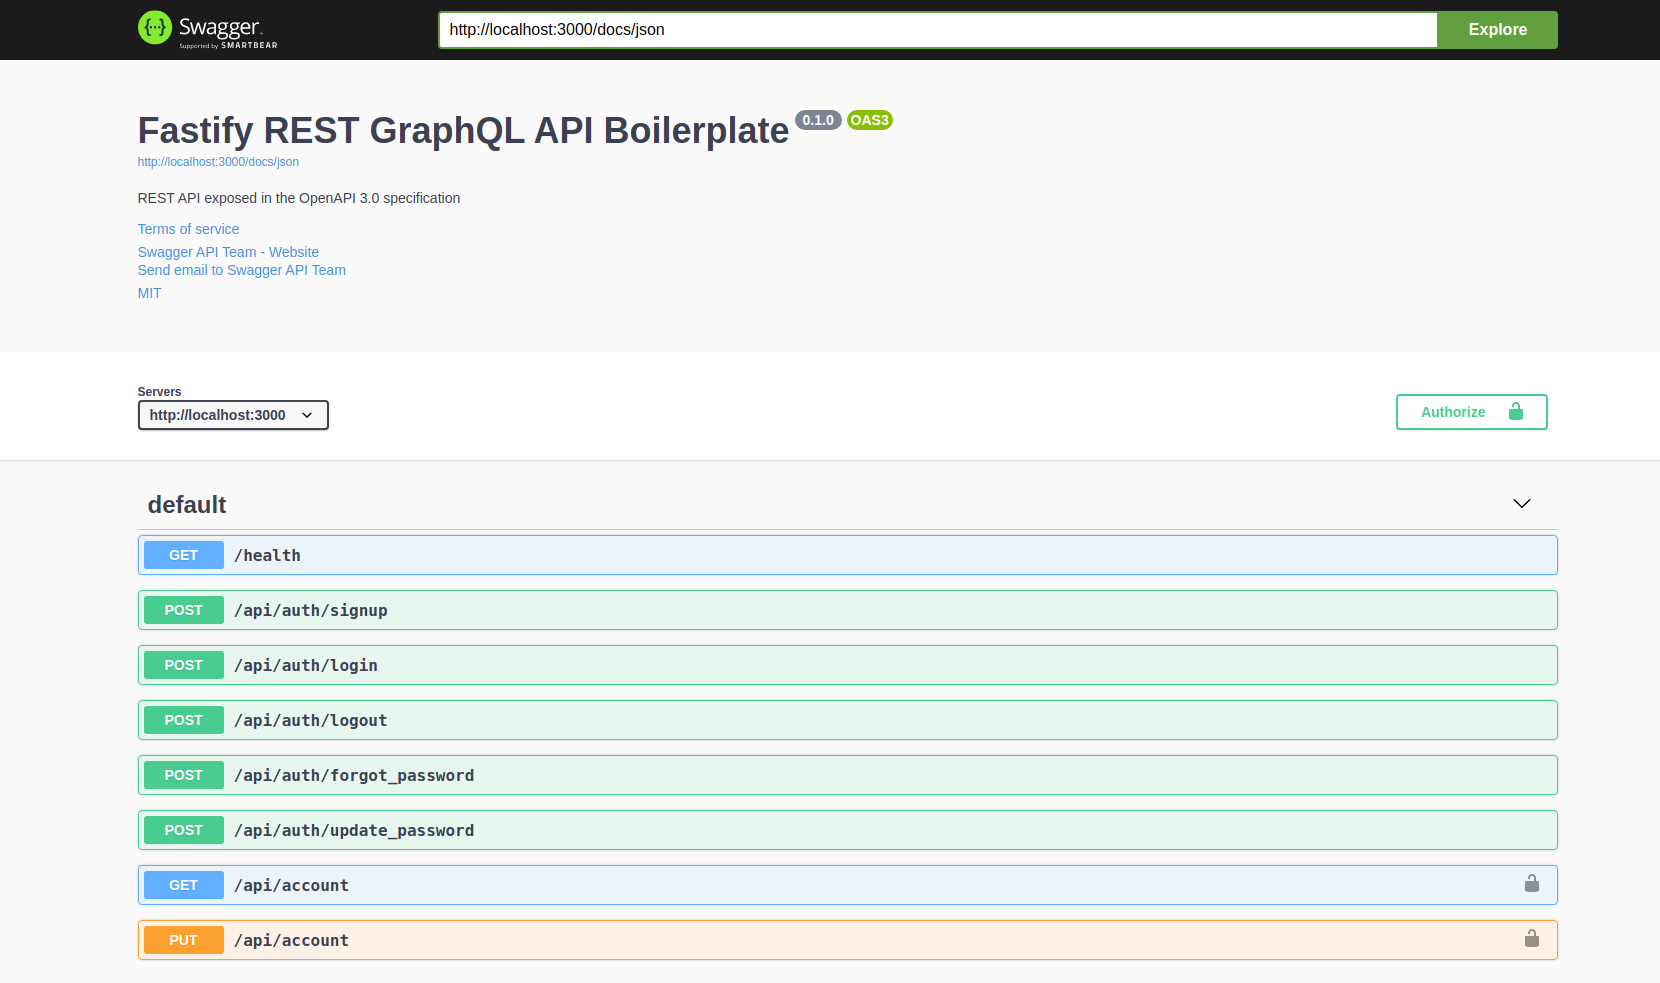 Swagger
Supported by SMARTBEAR
http://localhost:3000/docs/json
Explore
Fastify REST GraphQL API Boilerplate 0.1.0 OAS3
http://localhost:3000/docs/json
REST API exposed in the OpenAPI 3.0 specification
Terms of service
Swagger API Team - Website
Send email to Swagger API Team
MIT
Servers
http://localhost:3000
Authorize
default
GET /health
POST /api/auth/signup
POST /api/auth/login
POST /api/auth/logout
POST /api/auth/forgot_password
POST /api/auth/update_password
GET /api/account
PUT /api/account